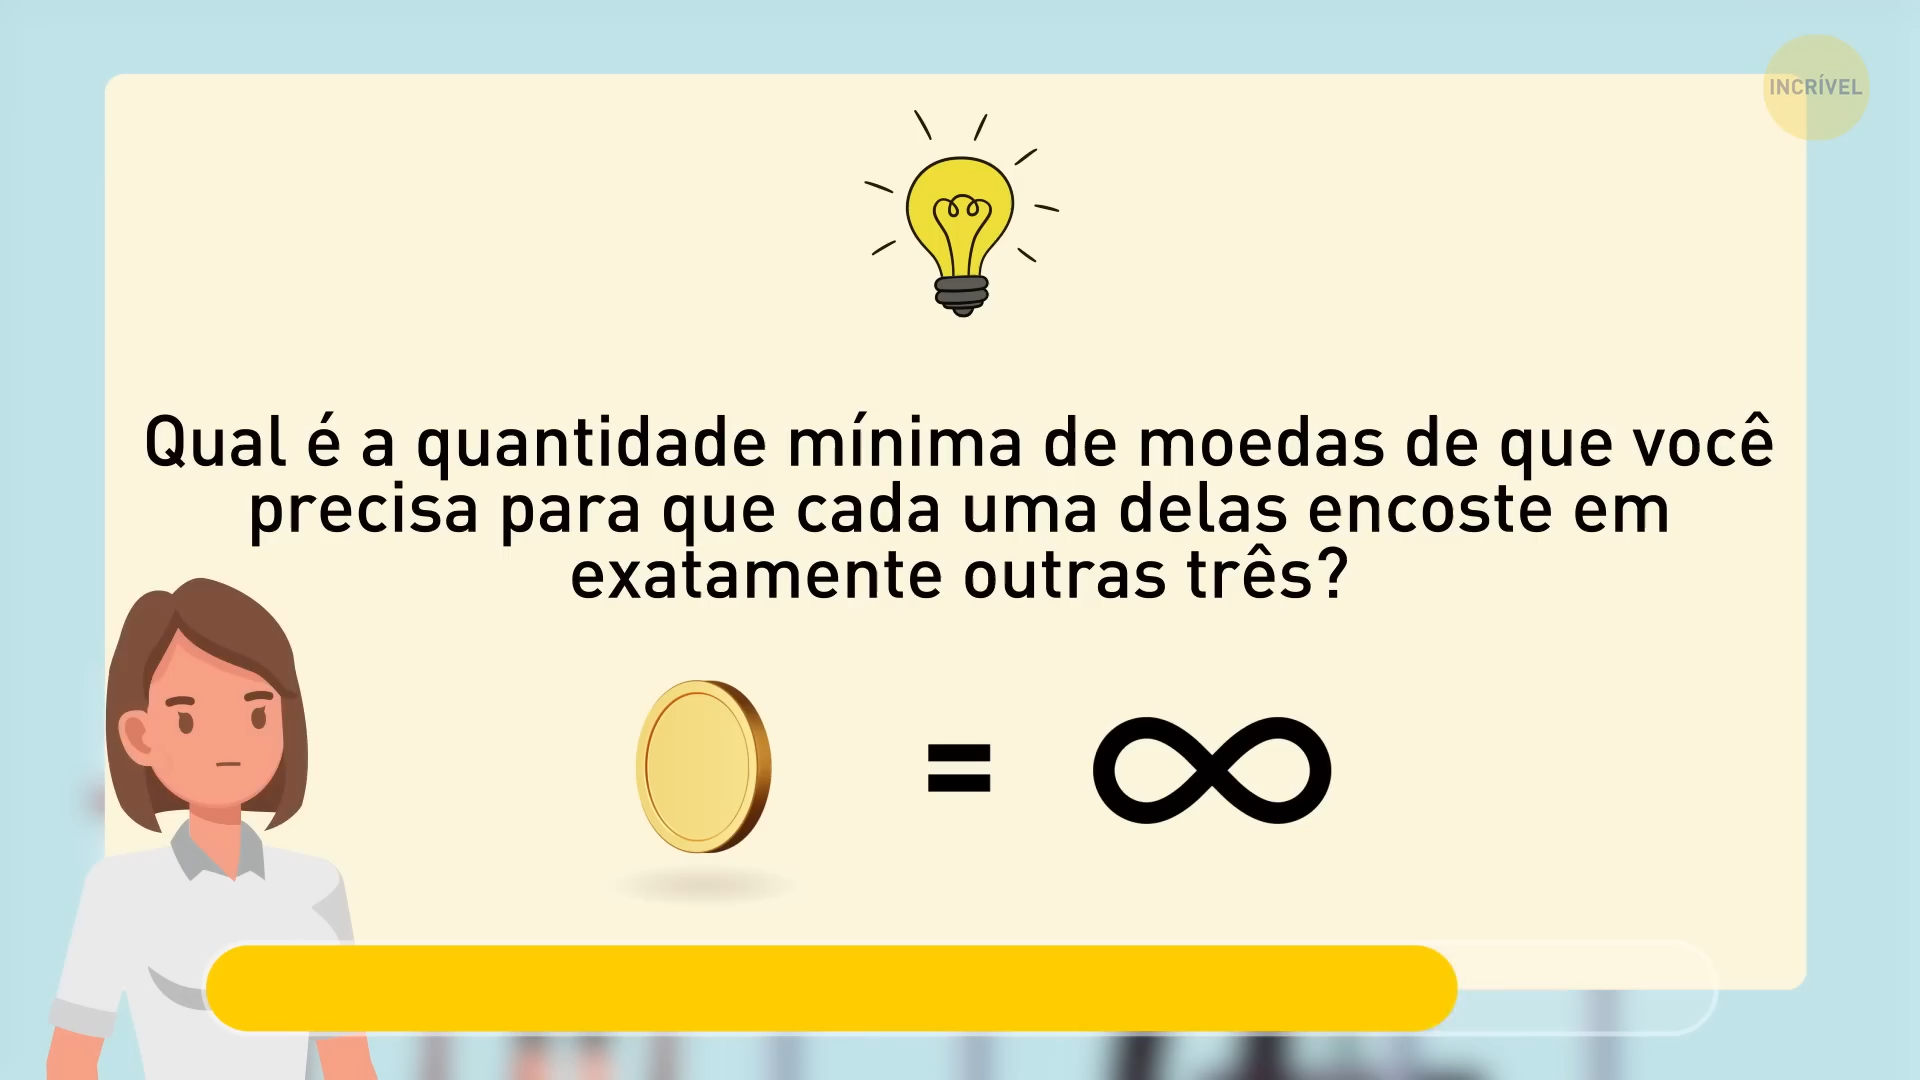 INCRÍVEL
Qual é a quantidade mínima de moedas de que você
precisa para que cada uma delas encoste em
exatamente outras três?
=
∞